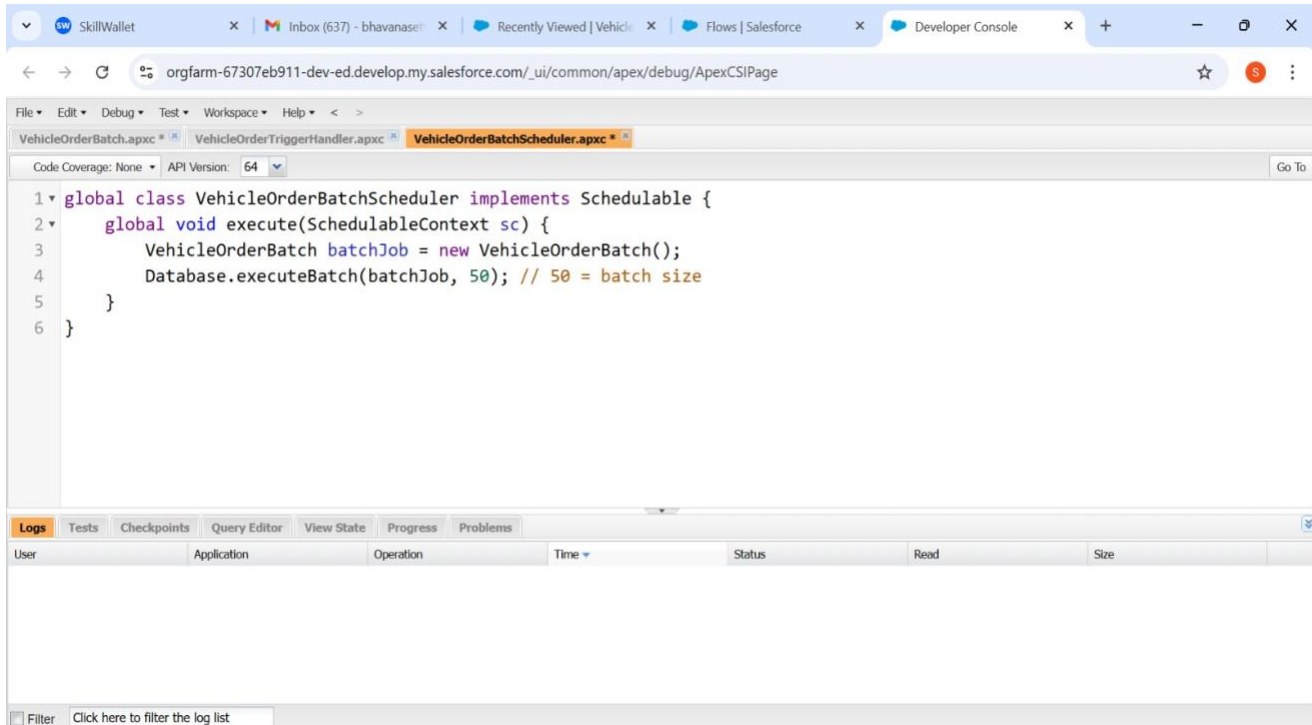 SW SkillWallet
Inbox (637) - bhavanaset
Recently Viewed | Vehicle
Flows | Salesforce
Developer Console
orgfarm-67307eb911-dev-ed.develop.my.salesforce.com/_ui/common/apex/debug/ApexCSIPage
S
File Edit Debug Test Workspace Help < >
VehicleOrderBatch.apxc * VehicleOrderTriggerHandler.apxc VehicleOrderBatchScheduler.apxc *
Code Coverage: None API Version: 64 Go To
1 global class VehicleOrderBatchScheduler implements Schedulable {
2 global void execute(SchedulableContext sc) {
3 VehicleOrderBatch batchJob = new VehicleOrderBatch();
4 Database.executeBatch(batchJob, 50); // 50 = batch size
5 }
6 }
Logs Tests Checkpoints Query Editor View State Progress Problems
User Application Operation Time Status Read Size
Filter Click here to filter the log list